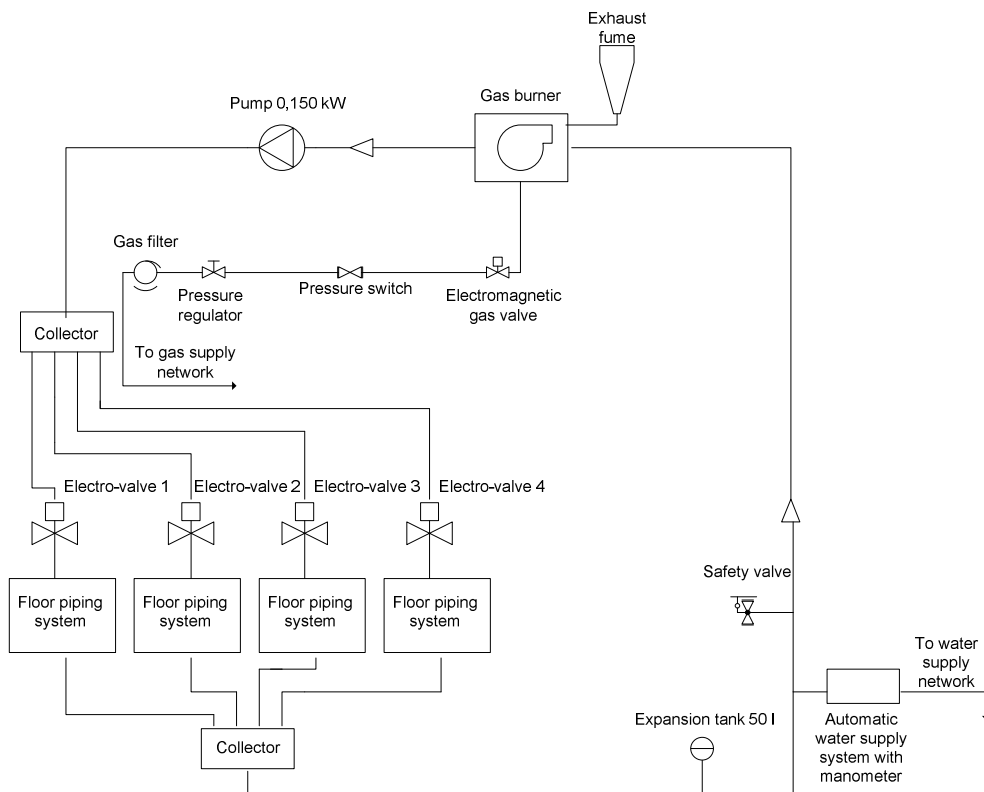 Exhaust
fume
Gas burner
Pump 0,150 kW
Gas filter
Pressure
regulator
Pressure switch
Electromagnetic
gas valve
Collector
To gas supply
network
Electro-valve 1
Electro-valve 2
Electro-valve 3
Electro-valve 4
Floor piping
system
Floor piping
system
Floor piping
system
Floor piping
system
Safety valve
To water
supply
network
Expansion tank 50 l
Automatic
water supply
system with
manometer
Collector